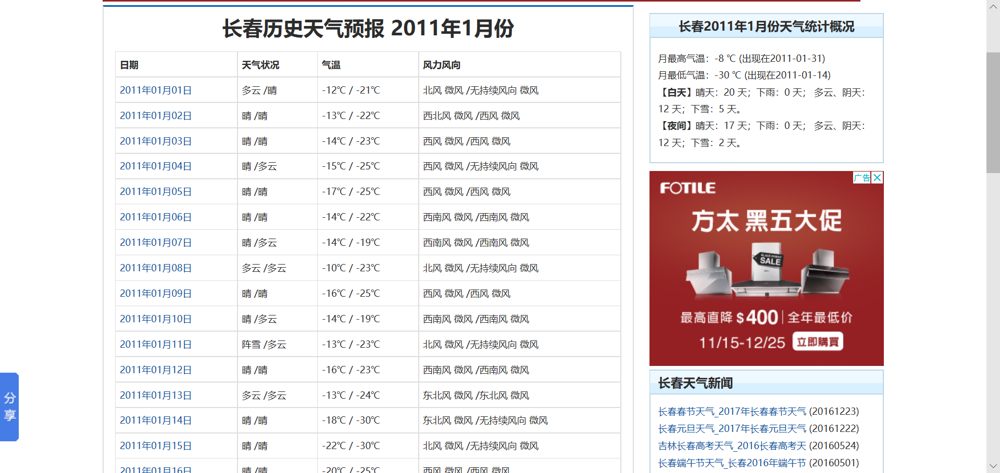 长春历史天气预报 2011年1月份
日期 天气状况 气温 风力风向
2011年01月01日 多云 /晴 -12℃ / -21℃ 北风 微风 /无持续风向 微风
2011年01月02日 晴 /晴 -13℃ / -22℃ 西北风 微风 /西风 微风
2011年01月03日 晴 /晴 -14℃ / -23℃ 西风 微风 /西风 微风
2011年01月04日 晴 /多云 -15℃ / -25℃ 西风 微风 /无持续风向 微风
2011年01月05日 晴 /晴 -17℃ / -25℃ 西风 微风 /西风 微风
2011年01月06日 晴 /晴 -14℃ / -22℃ 西南风 微风 /西南风 微风
2011年01月07日 晴 /多云 -14℃ / -19℃ 西南风 微风 /西南风 微风
2011年01月08日 多云 /多云 -10℃ / -23℃ 北风 微风 /无持续风向 微风
2011年01月09日 晴 /晴 -16℃ / -25℃ 西风 微风 /西风 微风
2011年01月10日 晴 /多云 -14℃ / -19℃ 西南风 微风 /西南风 微风
2011年01月11日 阵雪 /多云 -13℃ / -23℃ 北风 微风 /无持续风向 微风
2011年01月12日 晴 /晴 -16℃ / -23℃ 西南风 微风 /西南风 微风
2011年01月13日 多云 /多云 -13℃ / -24℃ 东北风 微风 /东北风 微风
2011年01月14日 晴 /晴 -18℃ / -30℃ 东北风 微风 /无持续风向 微风
2011年01月15日 晴 /晴 -22℃ / -30℃ 北风 微风 /无持续风向 微风
2011年01月16日 晴 /晴 -20℃ / -25℃ 西风 微风 /西风 微风
长春2011年1月份天气统计概况
月最高气温：-8 ℃ (出现在2011-01-31)
月最低气温：-30 ℃ (出现在2011-01-14)
【白天】晴天：20 天；下雨：0 天； 多云、阴天：
12 天；下雪：5 天。
【夜间】晴天：17 天；下雨：0 天； 多云、阴天：
12 天；下雪：2 天。
广告
FOTILE
方太 黑五大促
BLACK FRIDAY
SALE
最高直降 $400 | 全年最低价
11/15-12/25 立即購買
长春天气新闻
长春春节天气_2017年长春春节天气 (20161223)
长春元旦天气_2017年长春元旦天气 (20161222)
吉林长春高考天气_2016长春高考天 (20160524)
长春端午节天气_长春2016年端午节 (20160501)
分
享